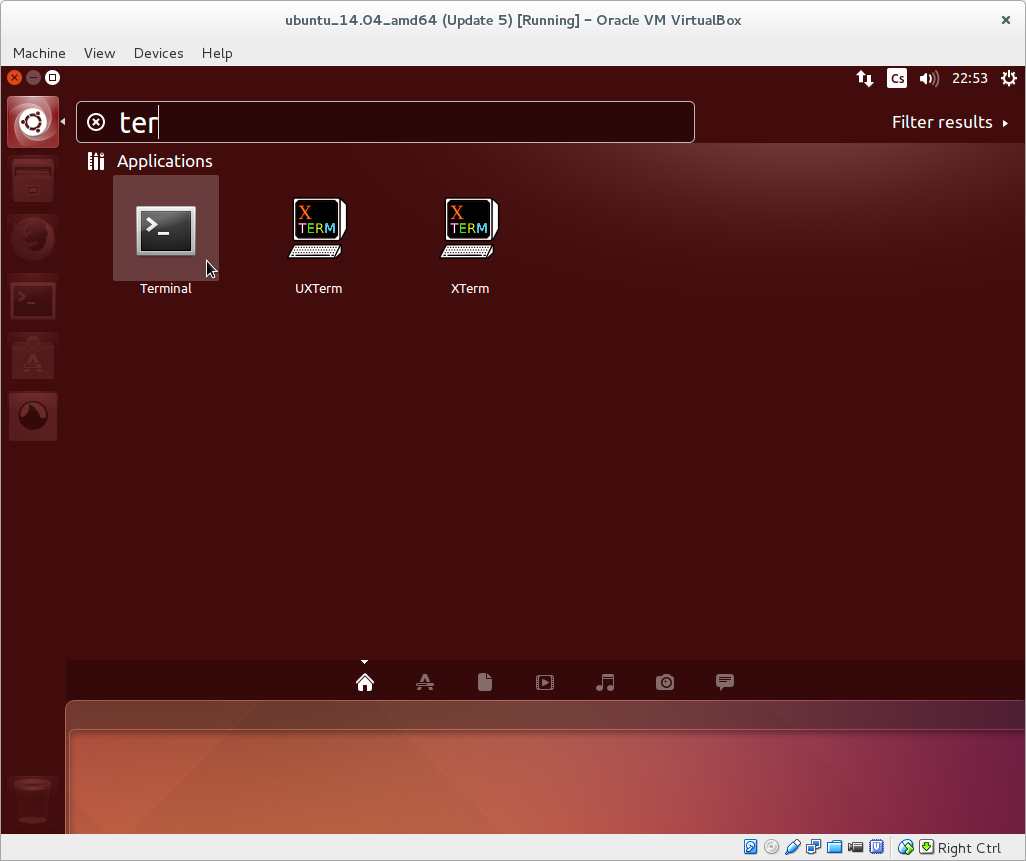 ubuntu_14.04_amd64 (Update 5) [Running] – Oracle VM VirtualBox
Machine View Devices Help
Cs 22:53
ter
Filter results
Applications
X TERM
X TERM
Terminal
UXTerm
XTerm
Right Ctrl